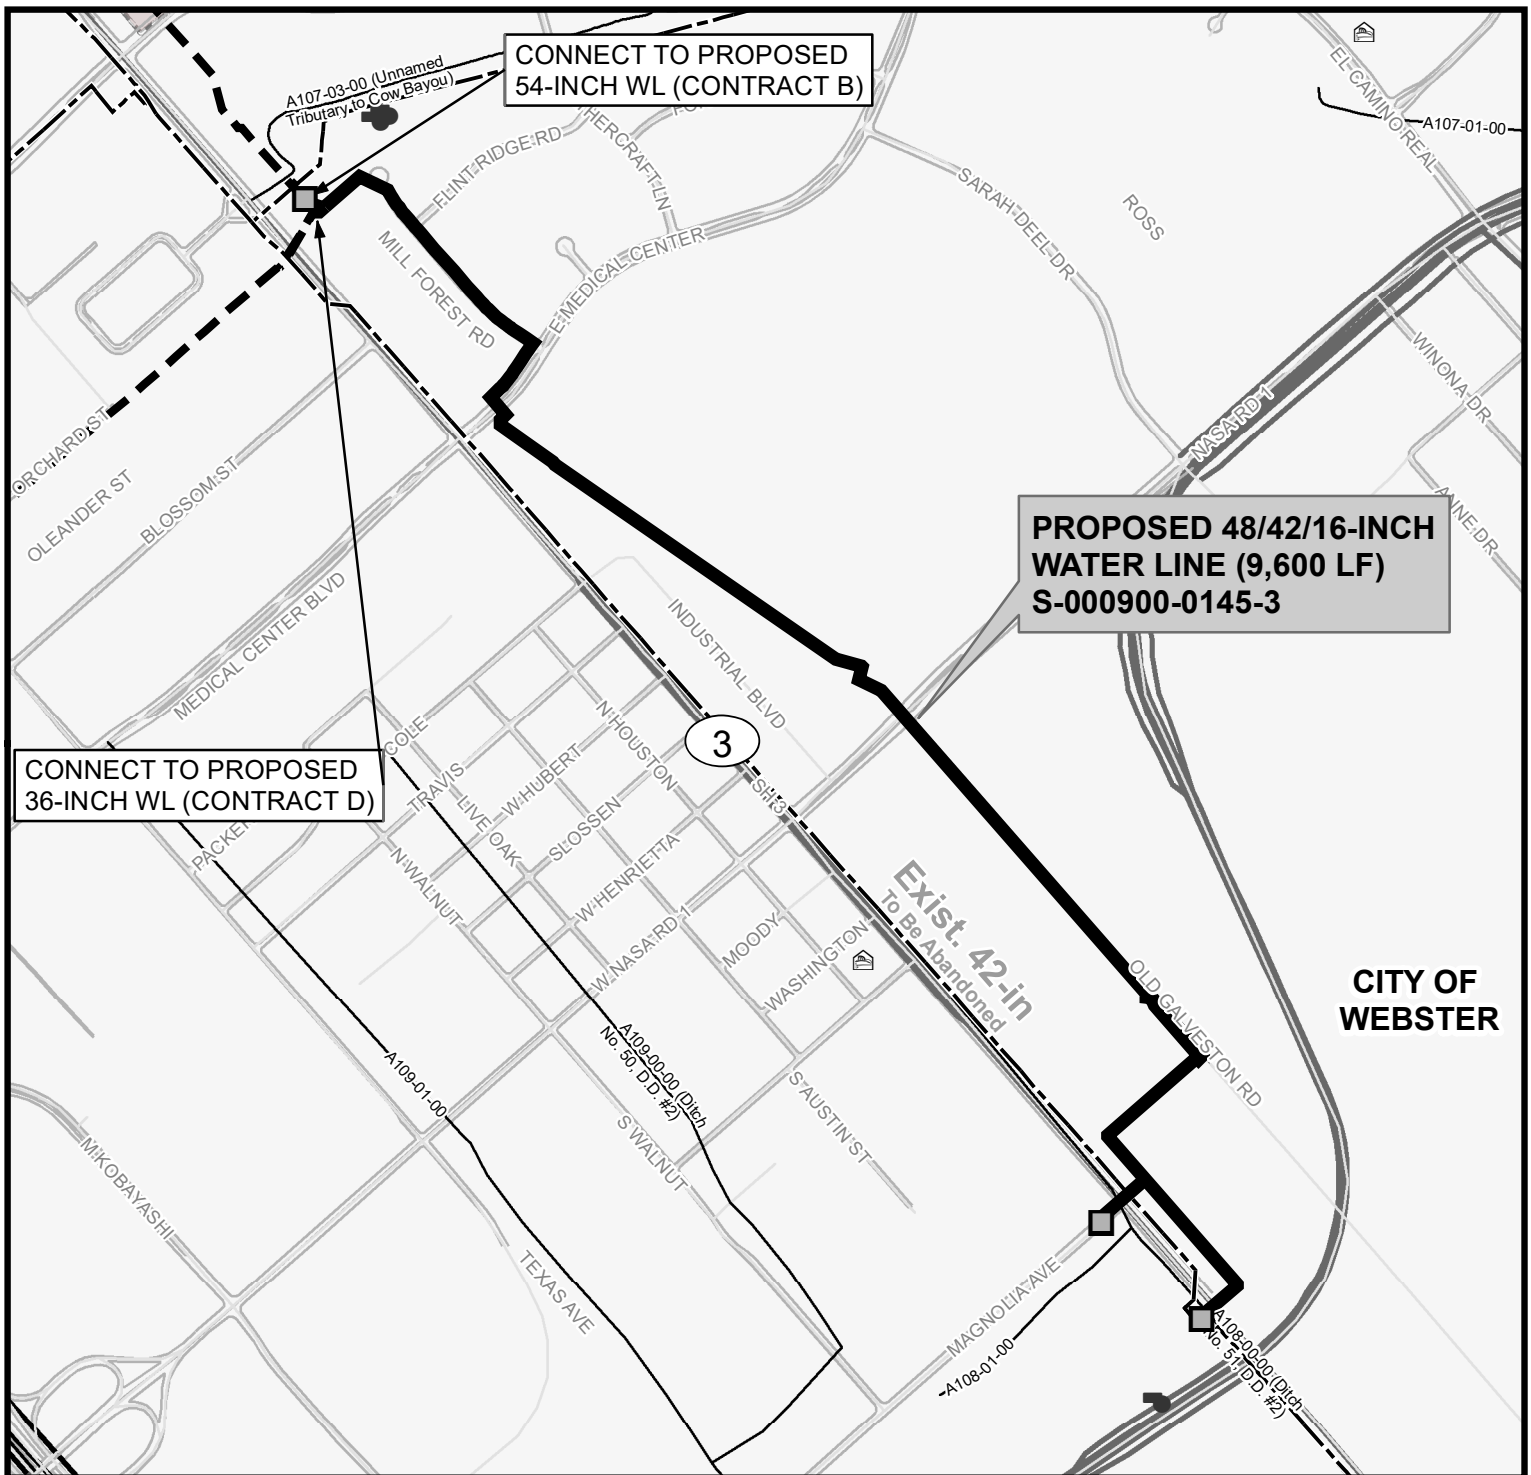 CONNECT TO PROPOSED
54-INCH WL (CONTRACT B)
A107-03-00 (Unnamed
Tributary to Cow Bayou)
EL CAMINO REAL
A107-01-00
FLINT RIDGE RD
HERCRAFT LN
SARAH DEEL DR
ROSS
MILL FOREST RD
E MEDICAL CENTER
NASA RD 1
WINONA DR
ANNE DR
ORCHARD ST
OLEANDER ST
BLOSSOM ST
MEDICAL CENTER BLVD
PROPOSED 48/42/16-INCH
WATER LINE (9,600 LF)
S-000900-0145-3
INDUSTRIAL BLVD
3
SH 3
CONNECT TO PROPOSED
36-INCH WL (CONTRACT D)
COLE
TRAVIS
LIVE OAK
W HUBERT
N HOUSTON
SLOSSEN
W HENRIETTA
PACKE
N WALNUT
W NASA RD 1
MOODY
WASHINGTON
Exist. 42-in
To Be Abandoned
OLD GALVESTON RD
CITY OF
WEBSTER
A109-01-00
A109-00-00 (Ditch
No. 50, D.D. #2)
S AUSTIN ST
S WALNUT
M KOBAYASHI
TEXAS AVE
MAGNOLIA AVE
A108-01-00
A108-00-00 (Ditch
No. 51, D.D. #2)